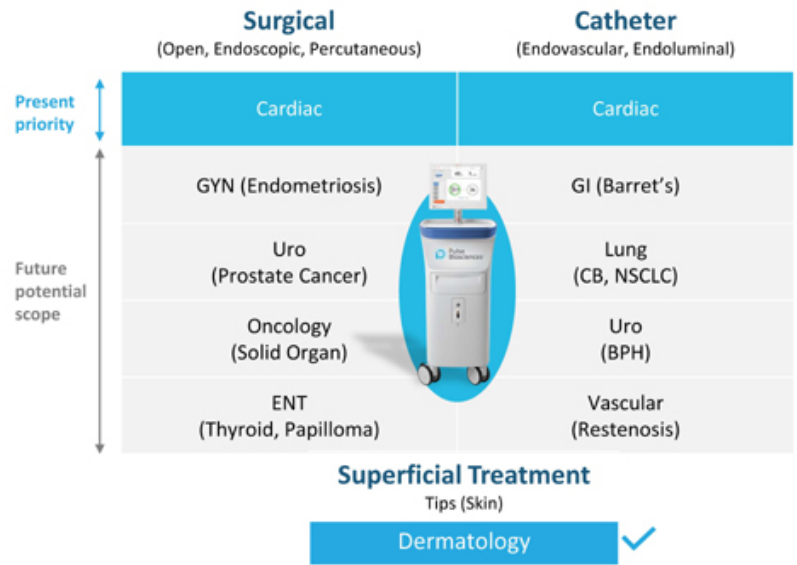 Surgical
(Open, Endoscopic, Percutaneous)
Catheter
(Endovascular, Endoluminal)
Present
priority
Cardiac
Cardiac
Future
potential
scope
GYN (Endometriosis)
GI (Barret's)
Uro
(Prostate Cancer)
Lung
(CB, NSCLC)
Oncology
(Solid Organ)
Uro
(BPH)
ENT
(Thyroid, Papilloma)
Vascular
(Restenosis)
Pulse
Biosciences
Superficial Treatment
Tips (Skin)
Dermatology